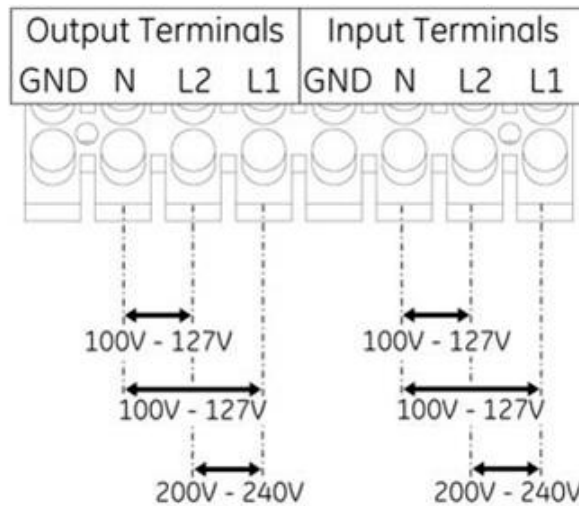 Output Terminals Input Terminals
GND N L2 L1 GND N L2 L1
100V - 127V 100V - 127V
100V - 127V 100V - 127V
200V - 240V 200V - 240V